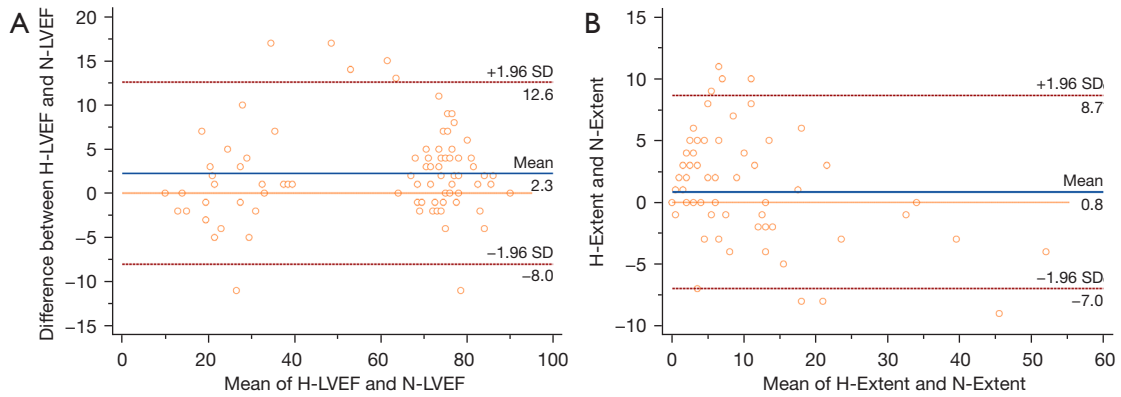 A
Difference between H-LVEF and N-LVEF
20
15
10
5
0
−5
−10
−15
+1.96 SD
12.6
Mean
2.3
−1.96 SD
−8.0
0 20 40 60 80 100
Mean of H-LVEF and N-LVEF
B
H-Extent and N-Extent
15
10
5
0
−5
−10
+1.96 SD
8.7
Mean
0.8
−1.96 SD
−7.0
0 10 20 30 40 50 60
Mean of H-Extent and N-Extent